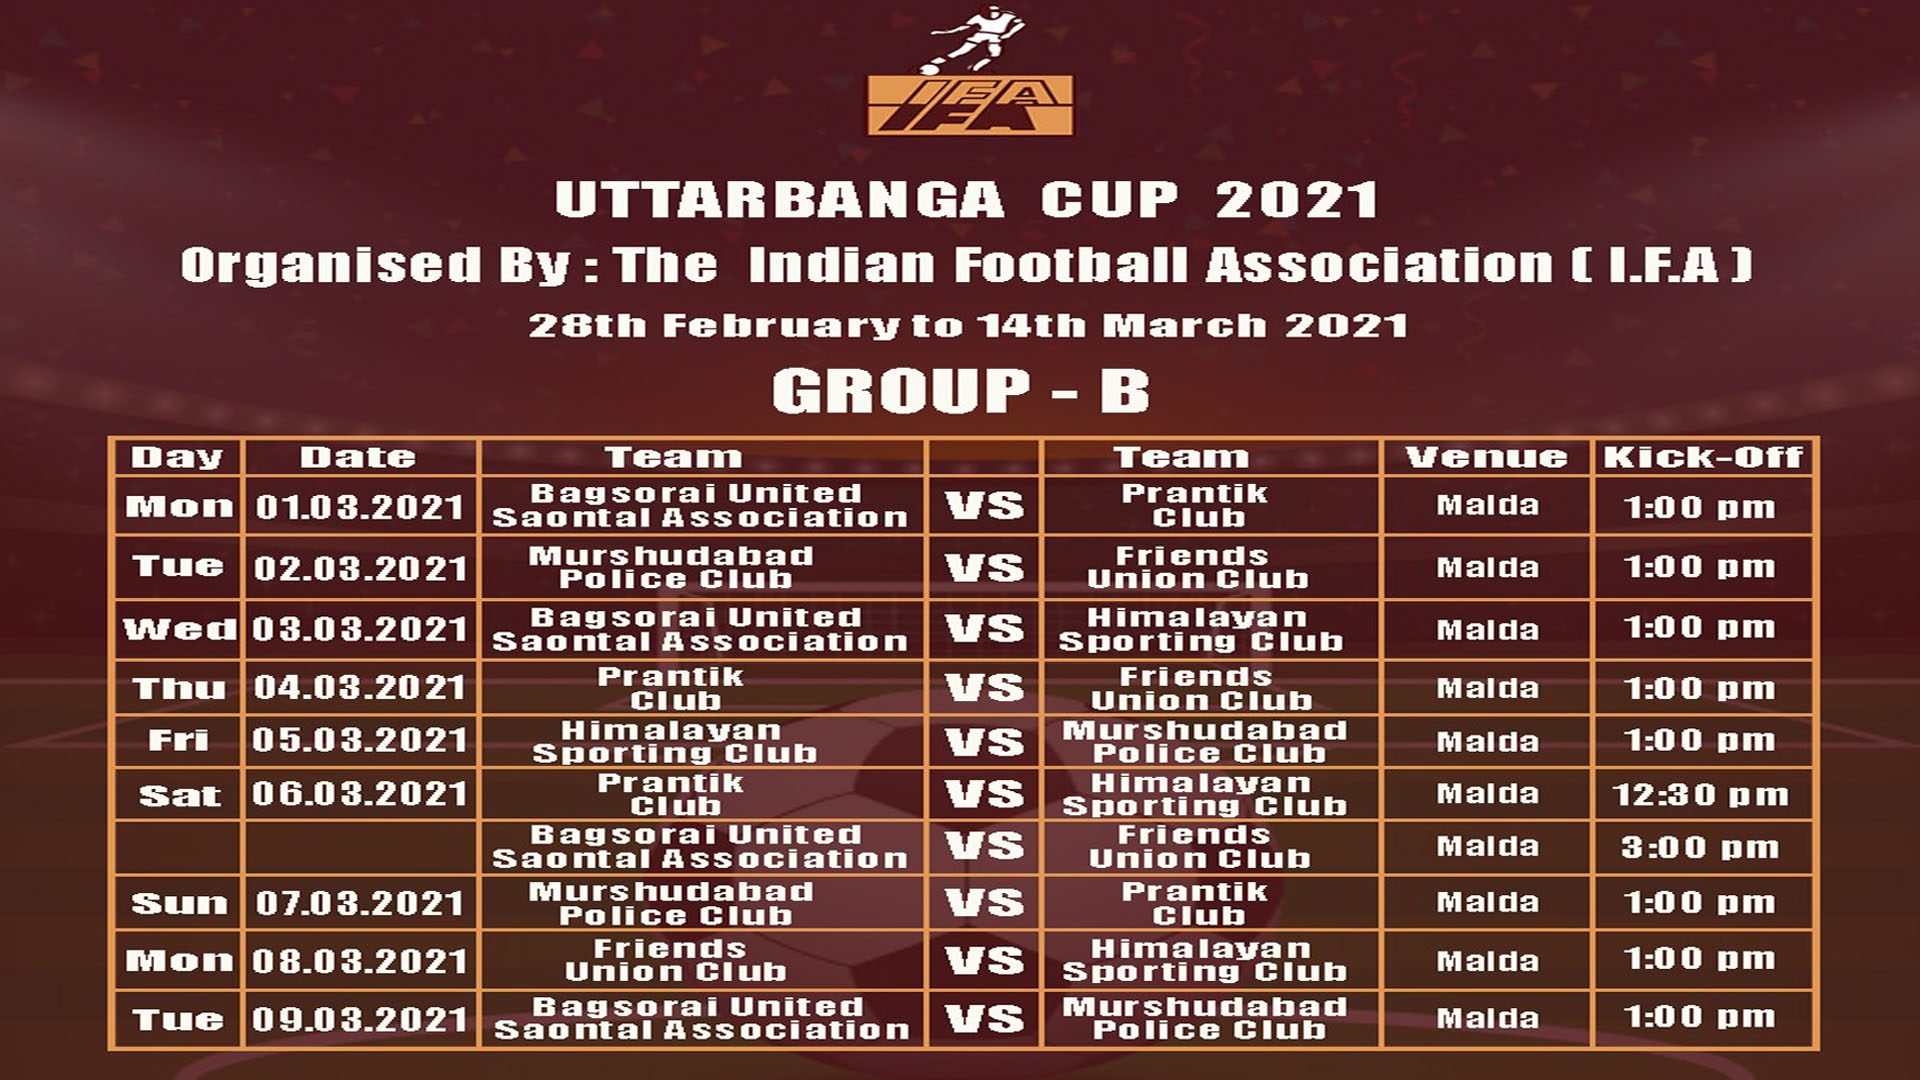 IFA
UTTARBANGA CUP 2021
Organised By : The Indian Football Association ( I.F.A )
28th February to 14th March 2021
GROUP - B
Day Date Team Team Venue Kick-Off
Mon 01.03.2021 Bagsorai United Saontal Association VS Prantik Club Malda 1:00 pm
Tue 02.03.2021 Murshudabad Police Club VS Friends Union Club Malda 1:00 pm
Wed 03.03.2021 Bagsorai United Saontal Association VS Himalayan Sporting Club Malda 1:00 pm
Thu 04.03.2021 Prantik Club VS Friends Union Club Malda 1:00 pm
Fri 05.03.2021 Himalayan Sporting Club VS Murshudabad Police Club Malda 1:00 pm
Sat 06.03.2021 Prantik Club VS Himalayan Sporting Club Malda 12:30 pm
Bagsorai United Saontal Association VS Friends Union Club Malda 3:00 pm
Sun 07.03.2021 Murshudabad Police Club VS Prantik Club Malda 1:00 pm
Mon 08.03.2021 Friends Union Club VS Himalayan Sporting Club Malda 1:00 pm
Tue 09.03.2021 Bagsorai United Saontal Association VS Murshudabad Police Club Malda 1:00 pm